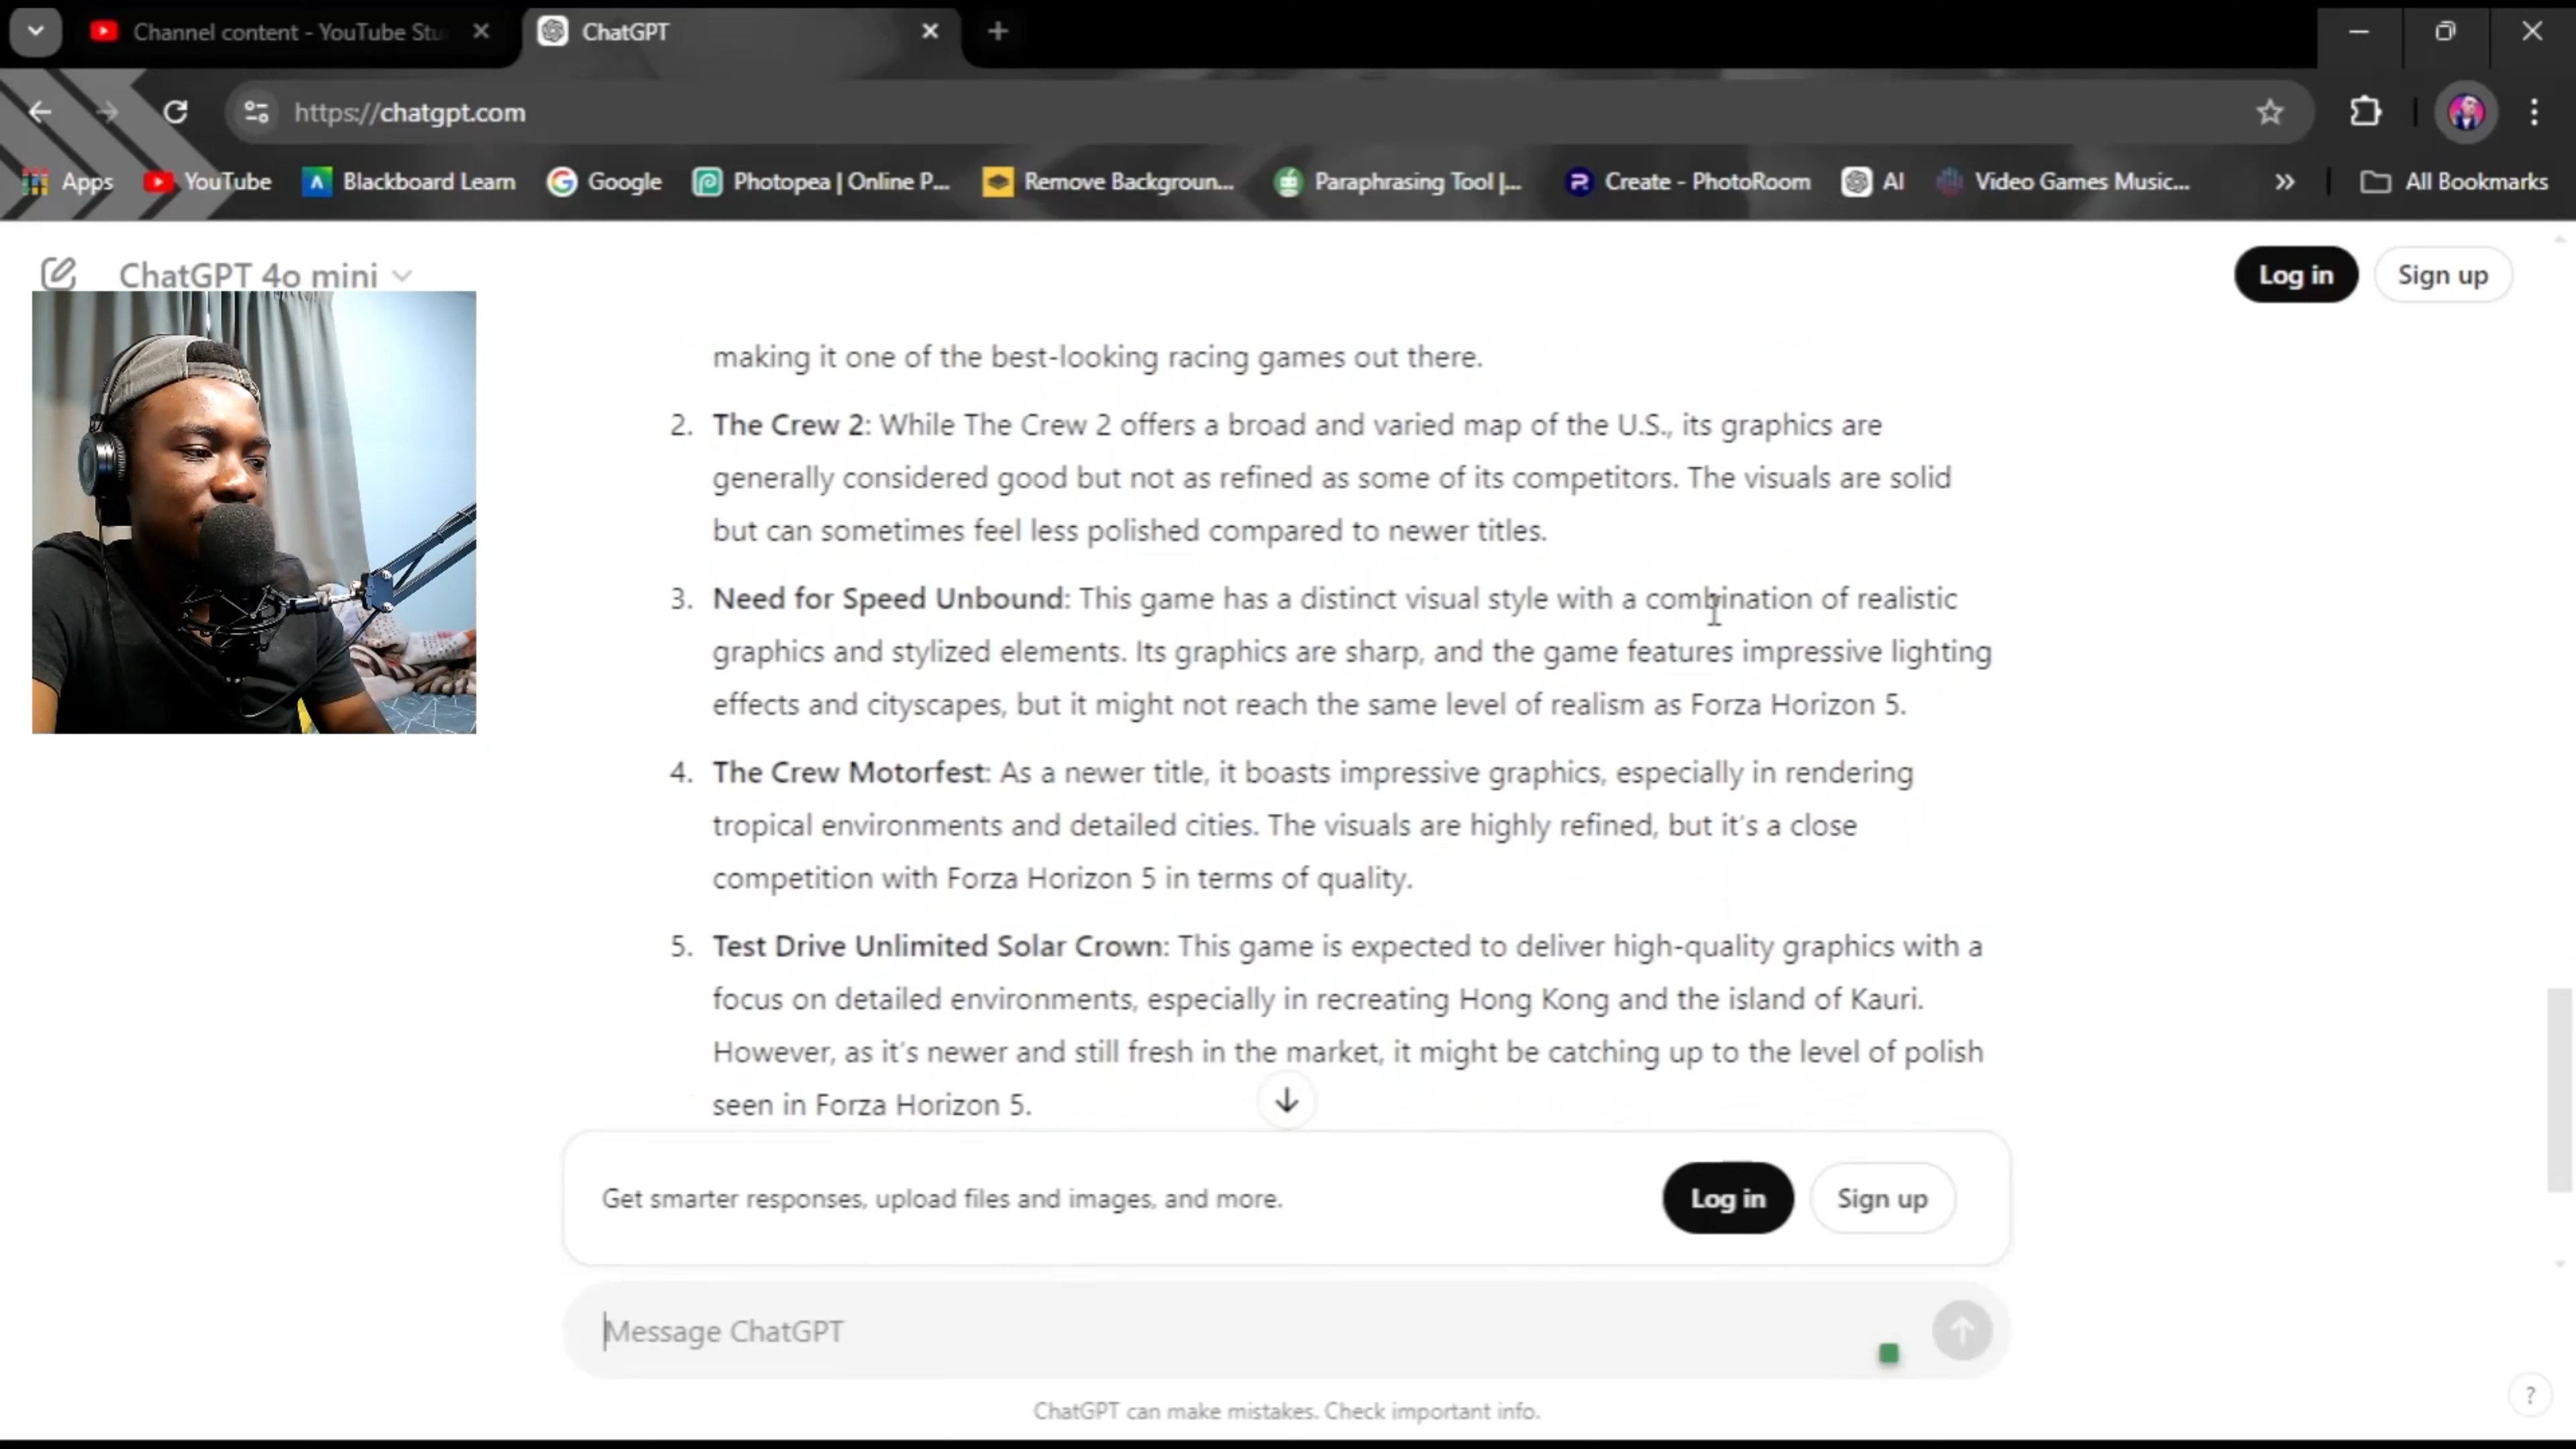 Channel content - YouTube Stu
ChatGPT
https://chatgpt.com
Apps
YouTube
Blackboard Learn
Google
Photopea | Online P...
Remove Backgroun...
Paraphrasing Tool |...
Create - PhotoRoom
AI
Video Games Music...
All Bookmarks
ChatGPT 4o mini
Log in
Sign up
making it one of the best-looking racing games out there.
2. The Crew 2: While The Crew 2 offers a broad and varied map of the U.S., its graphics are
generally considered good but not as refined as some of its competitors. The visuals are solid
but can sometimes feel less polished compared to newer titles.
3. Need for Speed Unbound: This game has a distinct visual style with a combination of realistic
graphics and stylized elements. Its graphics are sharp, and the game features impressive lighting
effects and cityscapes, but it might not reach the same level of realism as Forza Horizon 5.
4. The Crew Motorfest: As a newer title, it boasts impressive graphics, especially in rendering
tropical environments and detailed cities. The visuals are highly refined, but it's a close
competition with Forza Horizon 5 in terms of quality.
5. Test Drive Unlimited Solar Crown: This game is expected to deliver high-quality graphics with a
focus on detailed environments, especially in recreating Hong Kong and the island of Kauri.
However, as it's newer and still fresh in the market, it might be catching up to the level of polish
seen in Forza Horizon 5.
Get smarter responses, upload files and images, and more.
Log in
Sign up
Message ChatGPT
ChatGPT can make mistakes. Check important info.
?